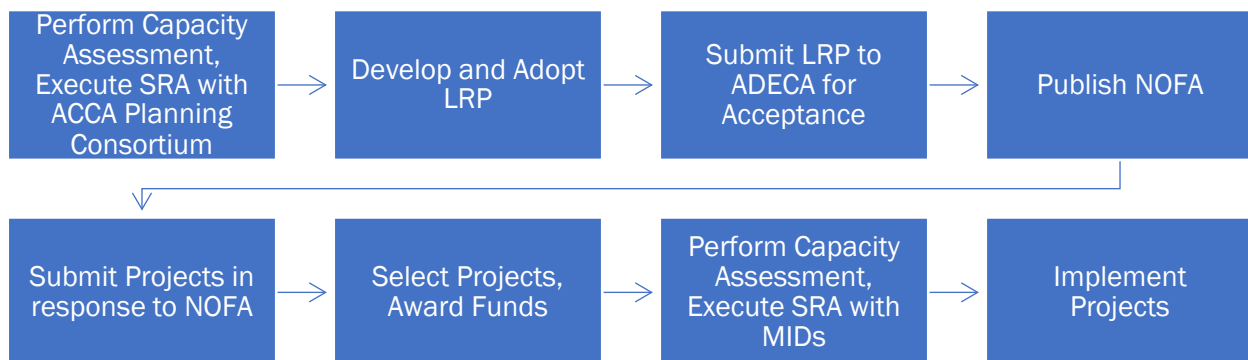 Perform Capacity
Assessment,
Execute SRA with
ACCA Planning
Consortium
Develop and Adopt
LRP
Submit LRP to
ADECA for
Acceptance
Publish NOFA
Submit Projects in
response to NOFA
Select Projects,
Award Funds
Perform Capacity
Assessment,
Execute SRA with
MIDs
Implement
Projects